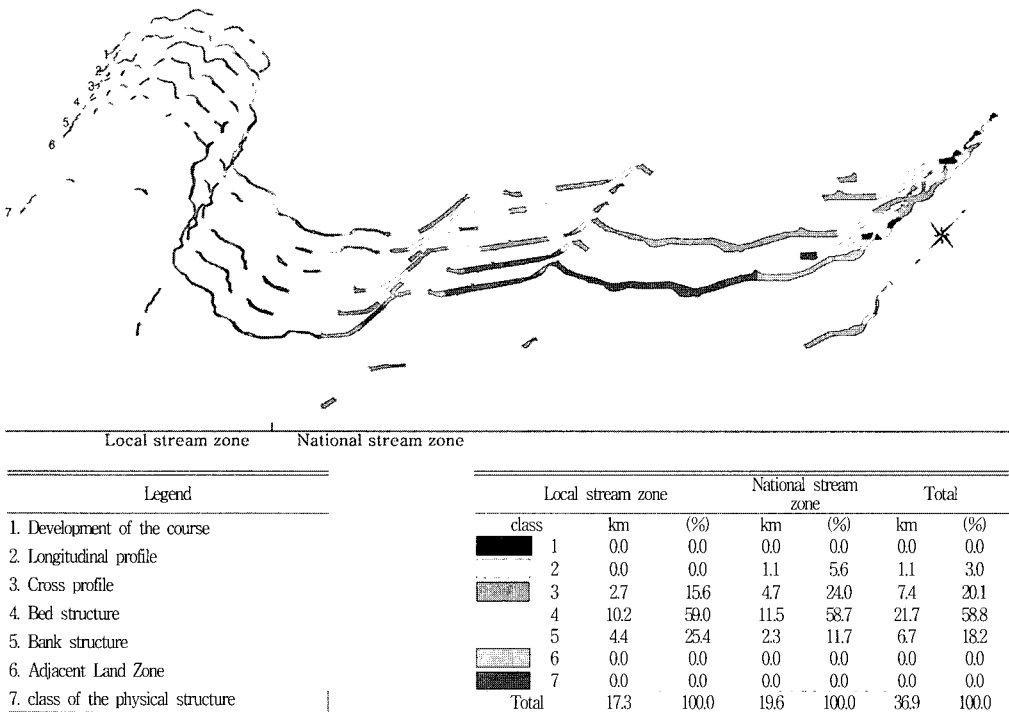 1
2
3
4
5
6
7
Local stream zone National stream zone
Legend
1. Development of the course
2. Longitudinal profile
3. Cross profile
4. Bed structure
5. Bank structure
6. Adjacent Land Zone
7. class of the physical structure
Local stream zone National stream zone Total
class km (%) km (%) km (%)
1 0.0 0.0 0.0 0.0 0.0 0.0
2 0.0 0.0 1.1 5.6 1.1 3.0
3 2.7 15.6 4.7 24.0 7.4 20.1
4 10.2 59.0 11.5 58.7 21.7 58.8
5 4.4 25.4 2.3 11.7 6.7 18.2
6 0.0 0.0 0.0 0.0 0.0 0.0
7 0.0 0.0 0.0 0.0 0.0 0.0
Total 17.3 100.0 19.6 100.0 36.9 100.0